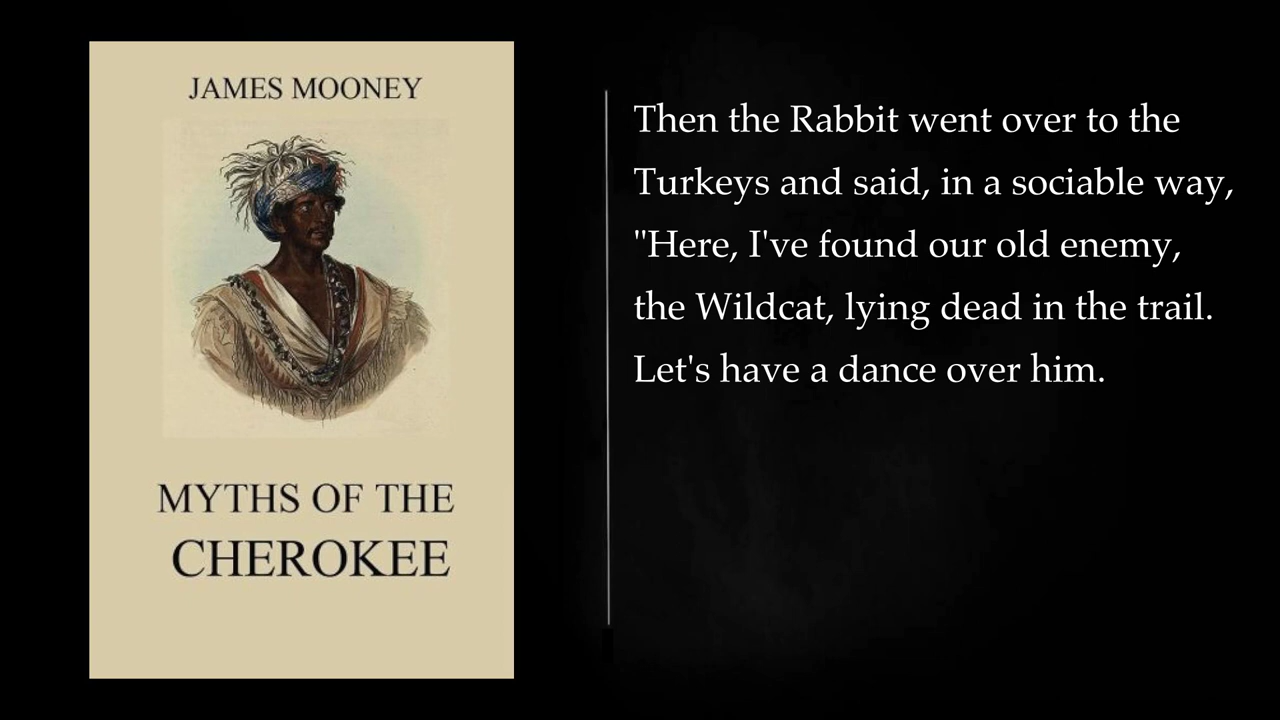 JAMES MOONEY
MYTHS OF THE
CHEROKEE
Then the Rabbit went over to the
Turkeys and said, in a sociable way,
"Here, I've found our old enemy,
the Wildcat, lying dead in the trail.
Let's have a dance over him.